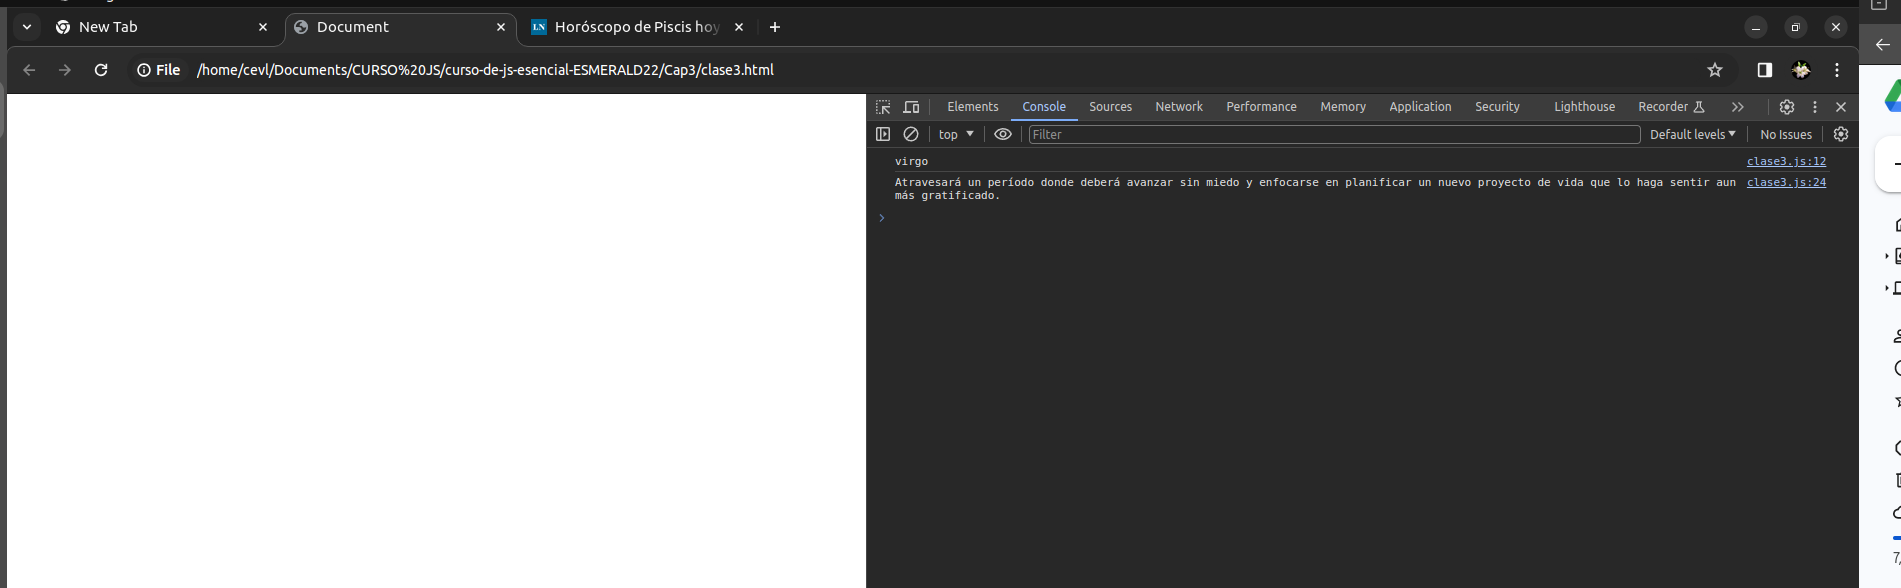 New Tab
Document
LN Horóscopo de Piscis hoy
File /home/cevl/Documents/CURSO%20JS/curso-de-js-esencial-ESMERALD22/Cap3/clase3.html
Elements Console Sources Network Performance Memory Application Security Lighthouse Recorder
top Filter Default levels No Issues
virgo clase3.js:12
Atravesará un período donde deberá avanzar sin miedo y enfocarse en planificar un nuevo proyecto de vida que lo haga sentir aun clase3.js:24
más gratificado.
7,